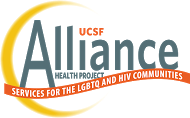 UCSF
Alliance
HEALTH PROJECT
SERVICES FOR THE LGBTQ AND HIV COMMUNITIES